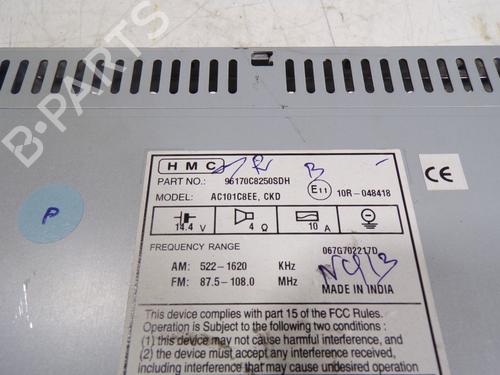 HMC
PART NO.: 96170C8250SDH
MODEL: AC101C8EE, CKD
E11
10R-048418
CE
P
B
14.4 V
4 Ω
10 A
FREQUENCY RANGE
067G702217D
AM: 522-1620 KHz
FM: 87.5-108.0 MHz
MADE IN INDIA
This device complies with part 15 of the FCC Rules.
Operation is Subject to the following two conditions :
(1) this device may not cause harmful interference, and
(2) the device must accept any interference received,
including interference that may cause undesired operation